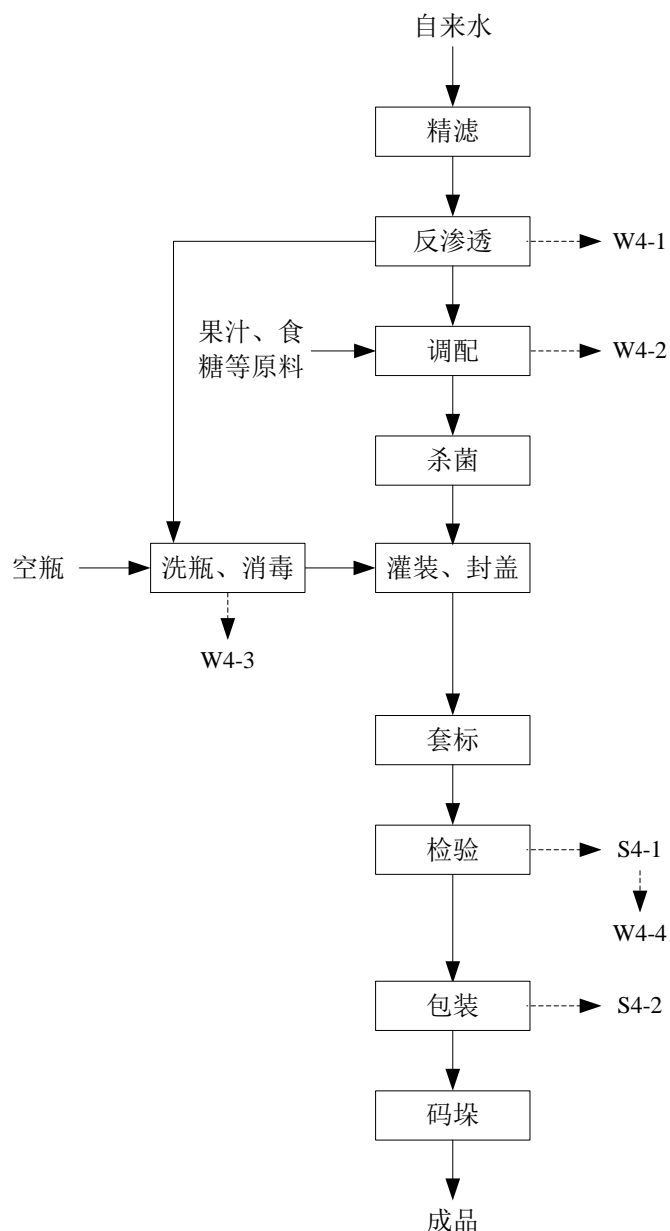 自来水
精滤
反渗透
W4-1
果汁、食
糖等原料
调配
W4-2
杀菌
空瓶
洗瓶、消毒
灌装、封盖
W4-3
套标
检验
S4-1
W4-4
包装
S4-2
码垛
成品